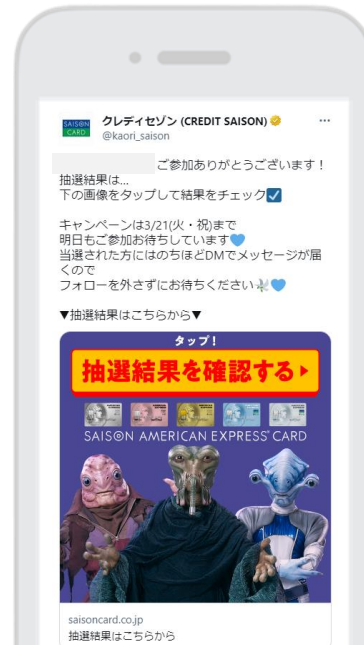 SAISON
CARD
クレディセゾン (CREDIT SAISON)
@kaori_saison
ご参加ありがとうございます！
抽選結果は...
下の画像をタップして結果をチェック☑
キャンペーンは3/21(火・祝)まで
明日もご参加お待ちしています💙
当選された方にはのちほどDMでメッセージが届
くので
フォローを外さずにお待ちください🕊💙
▼抽選結果はこちらから▼
タップ！
抽選結果を確認する
SAISON AMERICAN EXPRESS® CARD
saisoncard.co.jp
抽選結果はこちらから